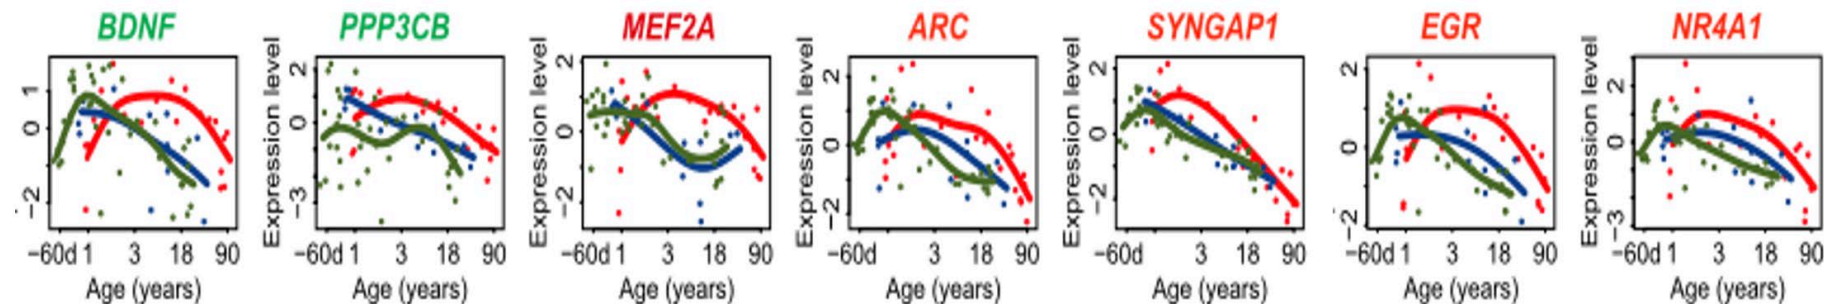 BDNF PPP3CB MEF2A ARC SYNGAP1 EGR NR4A1
Expression level Expression level Expression level Expression level Expression level
1 0 -2
2 0 -3
2 0 -2
2 0 -2
2 0 -2
2 0 -2
2 0 -3
-60d 1 3 18 90 -60d 1 3 18 90 -60d 1 3 18 90 -60d 3 18 90 -60d 3 18 90 -60d 1 3 18 90 -60d 1 3 18 90
Age (years) Age (years) Age (years) Age (years) Age (years) Age (years) Age (years)